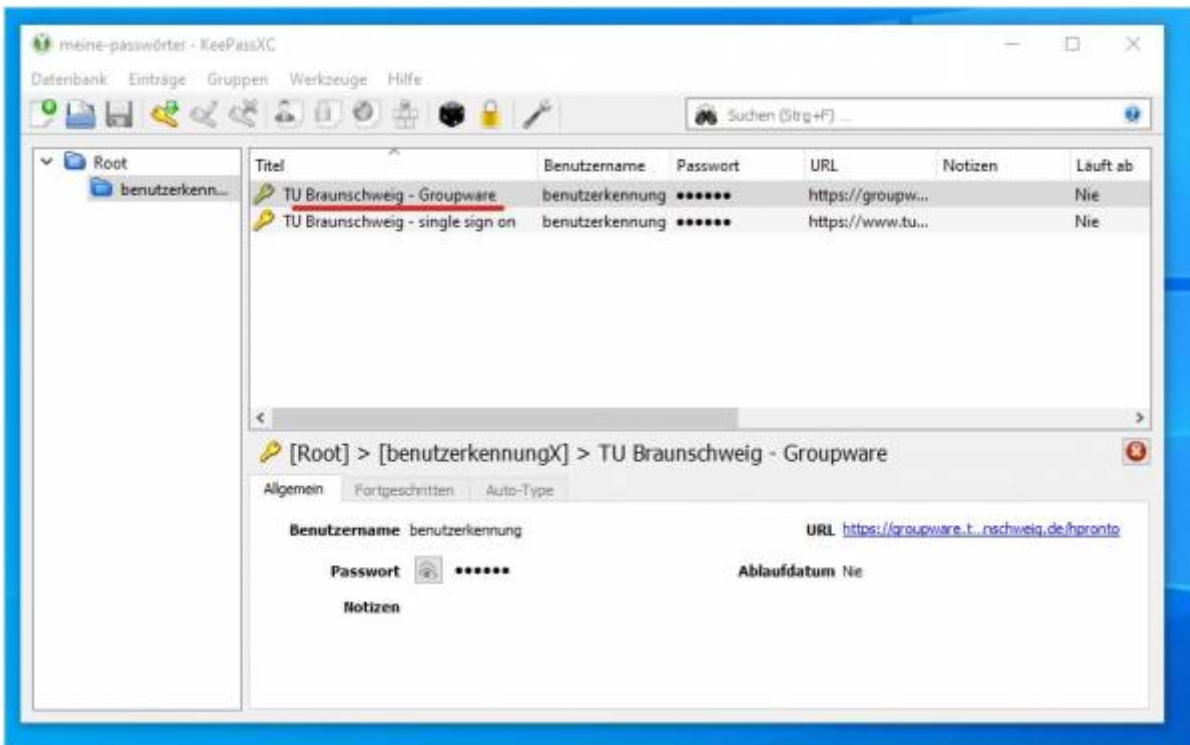 meine-passwörter - KeePassXC
Datenbank Einträge Gruppen Werkzeuge Hilfe
Suchen (Strg+F) ...
Root
benutzerkenn...
Titel Benutzername Passwort URL Notizen Läuft ab
TU Braunschweig - Groupware benutzerkennung ●●●●●● https://groupw... Nie
TU Braunschweig - single sign on benutzerkennung ●●●●●● https://www.tu... Nie
[Root] > [benutzerkennungX] > TU Braunschweig - Groupware
Allgemein Fortgeschritten Auto-Type
Benutzername benutzerkennung URL https://groupware.t...nschweig.de/hpronto
Passwort ●●●●●● Ablaufdatum Nie
Notizen